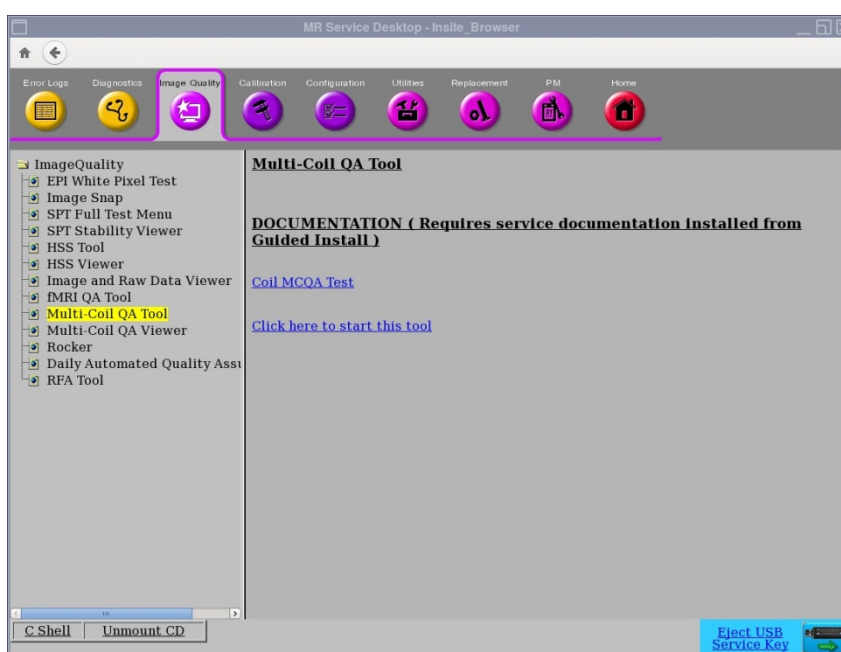 MR Service Desktop - Insite_Browser
Error Logs
Diagnostics
Image Quality
Calibration
Configuration
Utilities
Replacement
PM
Home
ImageQuality
EPI White Pixel Test
Image Snap
SPT Full Test Menu
SPT Stability Viewer
HSS Tool
HSS Viewer
Image and Raw Data Viewer
fMRI QA Tool
Multi-Coil QA Tool
Multi-Coil QA Viewer
Rocker
Daily Automated Quality Assu
RFA Tool
Multi-Coil QA Tool
DOCUMENTATION ( Requires service documentation installed from
Guided Install )
Coil MCQA Test
Click here to start this tool
C Shell
Unmount CD
Eject USB
Service Key